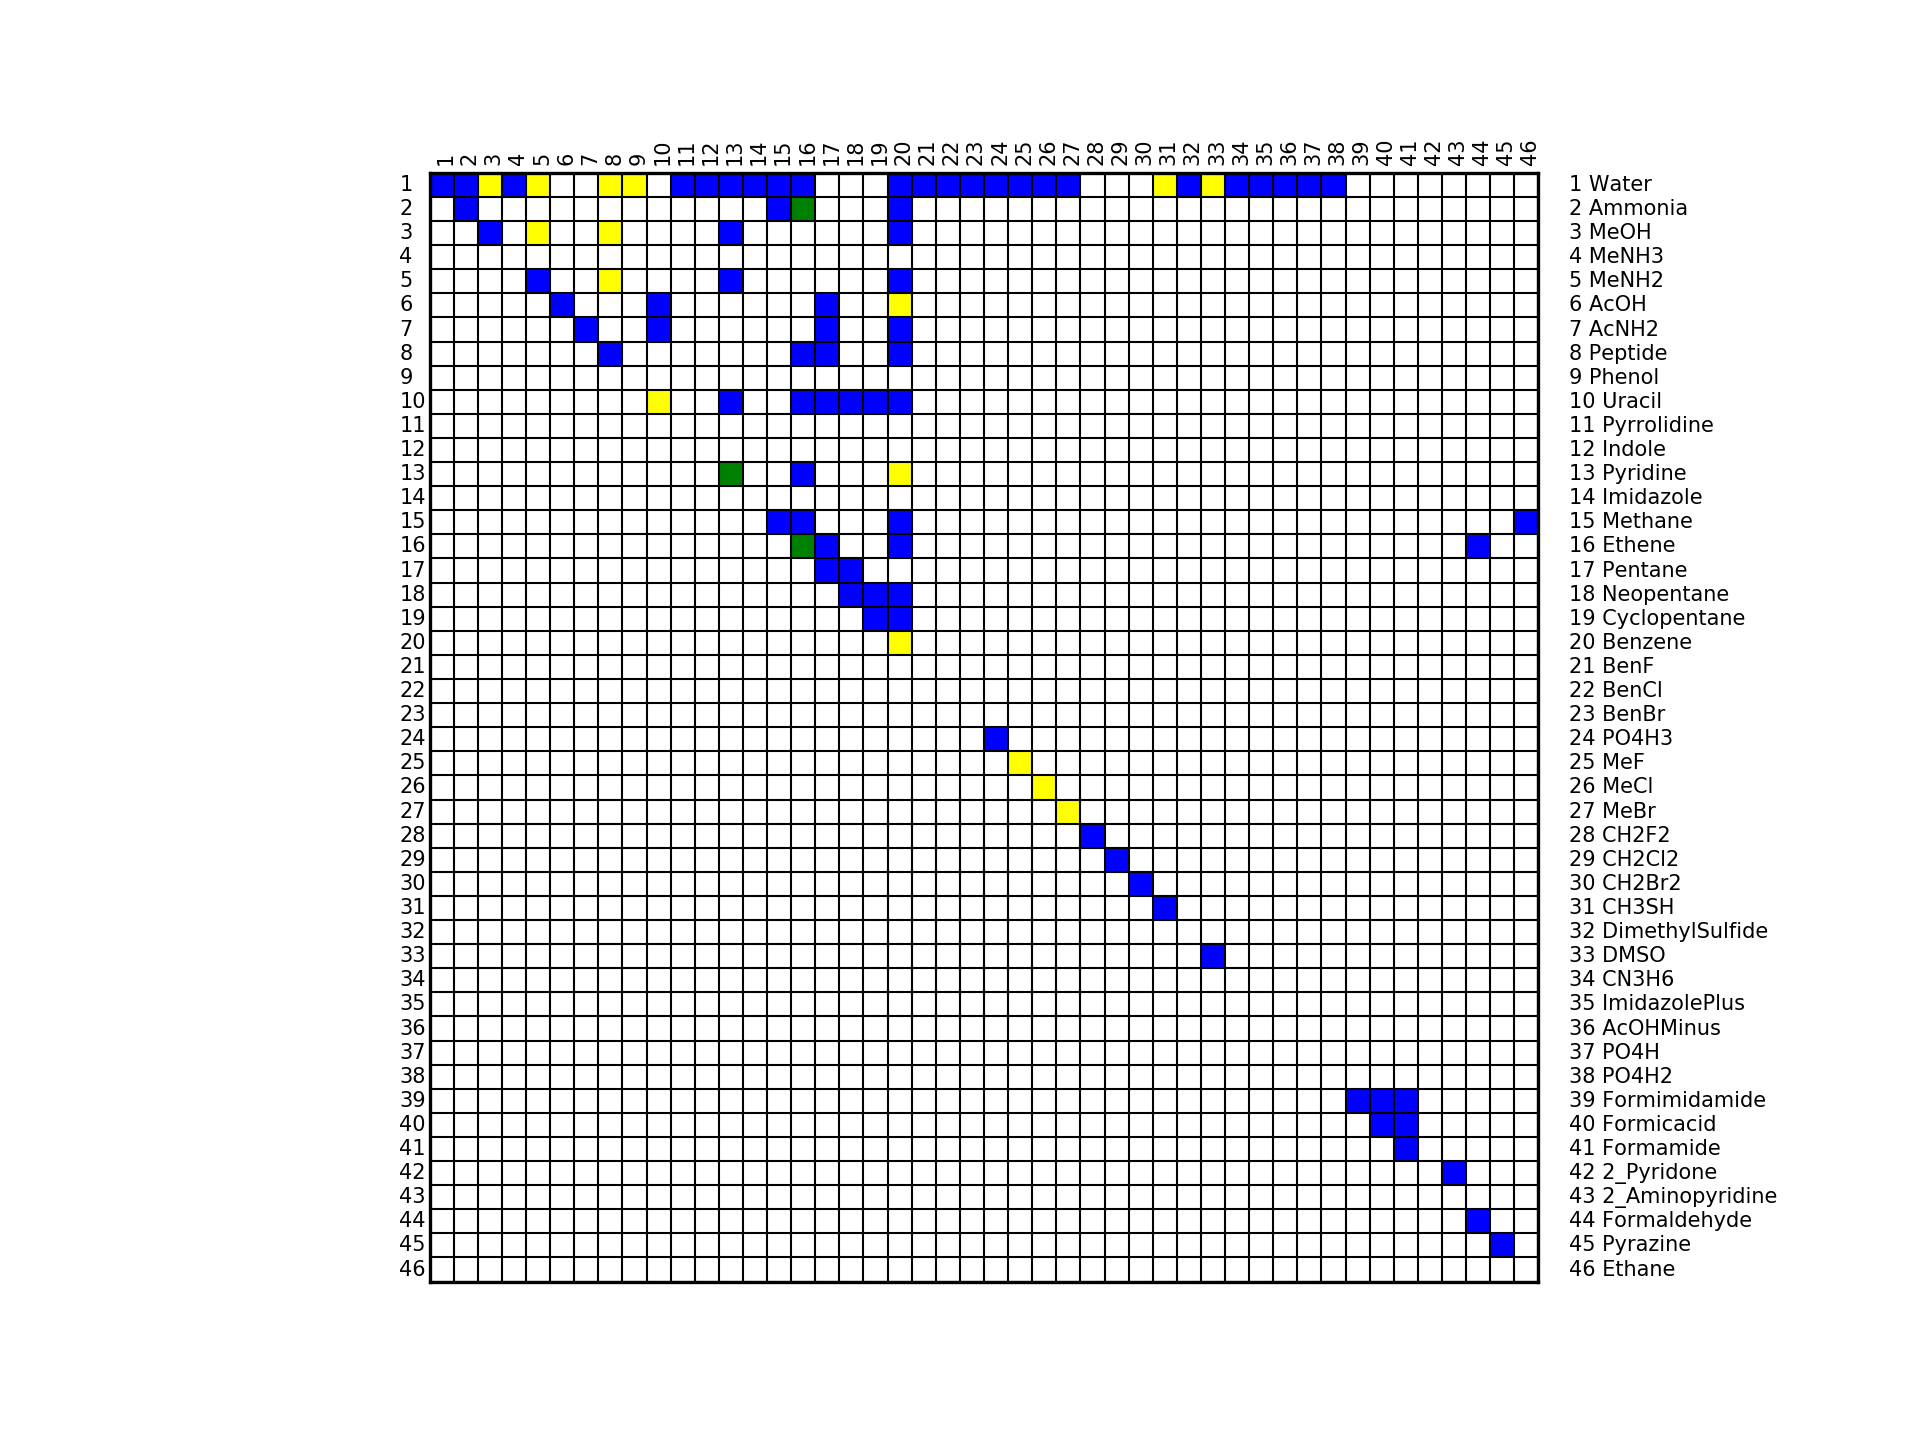 1 2 3 4 5 6 7 8 9 10 11 12 13 14 15 16 17 18 19 20 21 22 23 24 25 26 27 28 29 30 31 32 33 34 35 36 37 38 39 40 41 42 43 44 45 46
1 1 Water
2 2 Ammonia
3 3 MeOH
4 4 MeNH3
5 5 MeNH2
6 6 AcOH
7 7 AcNH2
8 8 Peptide
9 9 Phenol
10 10 Uracil
11 11 Pyrrolidine
12 12 Indole
13 13 Pyridine
14 14 Imidazole
15 15 Methane
16 16 Ethene
17 17 Pentane
18 18 Neopentane
19 19 Cyclopentane
20 20 Benzene
21 21 BenF
22 22 BenCl
23 23 BenBr
24 24 PO4H3
25 25 MeF
26 26 MeCl
27 27 MeBr
28 28 CH2F2
29 29 CH2Cl2
30 30 CH2Br2
31 31 CH3SH
32 32 DimethylSulfide
33 33 DMSO
34 34 CN3H6
35 35 ImidazolePlus
36 36 AcOHMinus
37 37 PO4H
38 38 PO4H2
39 39 Formimidamide
40 40 Formicacid
41 41 Formamide
42 42 2_Pyridone
43 43 2_Aminopyridine
44 44 Formaldehyde
45 45 Pyrazine
46 46 Ethane